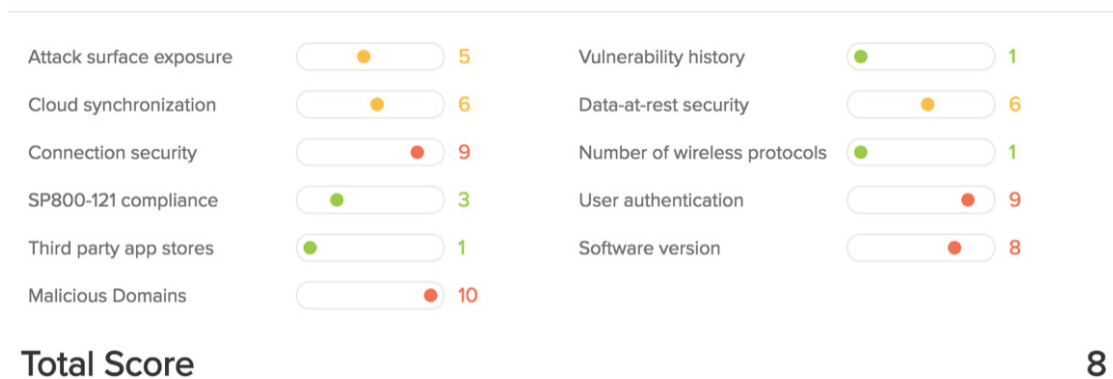 Attack surface exposure 5
Cloud synchronization 6
Connection security 9
SP800-121 compliance 3
Third party app stores 1
Malicious Domains 10
Vulnerability history 1
Data-at-rest security 6
Number of wireless protocols 1
User authentication 9
Software version 8
Total Score 8